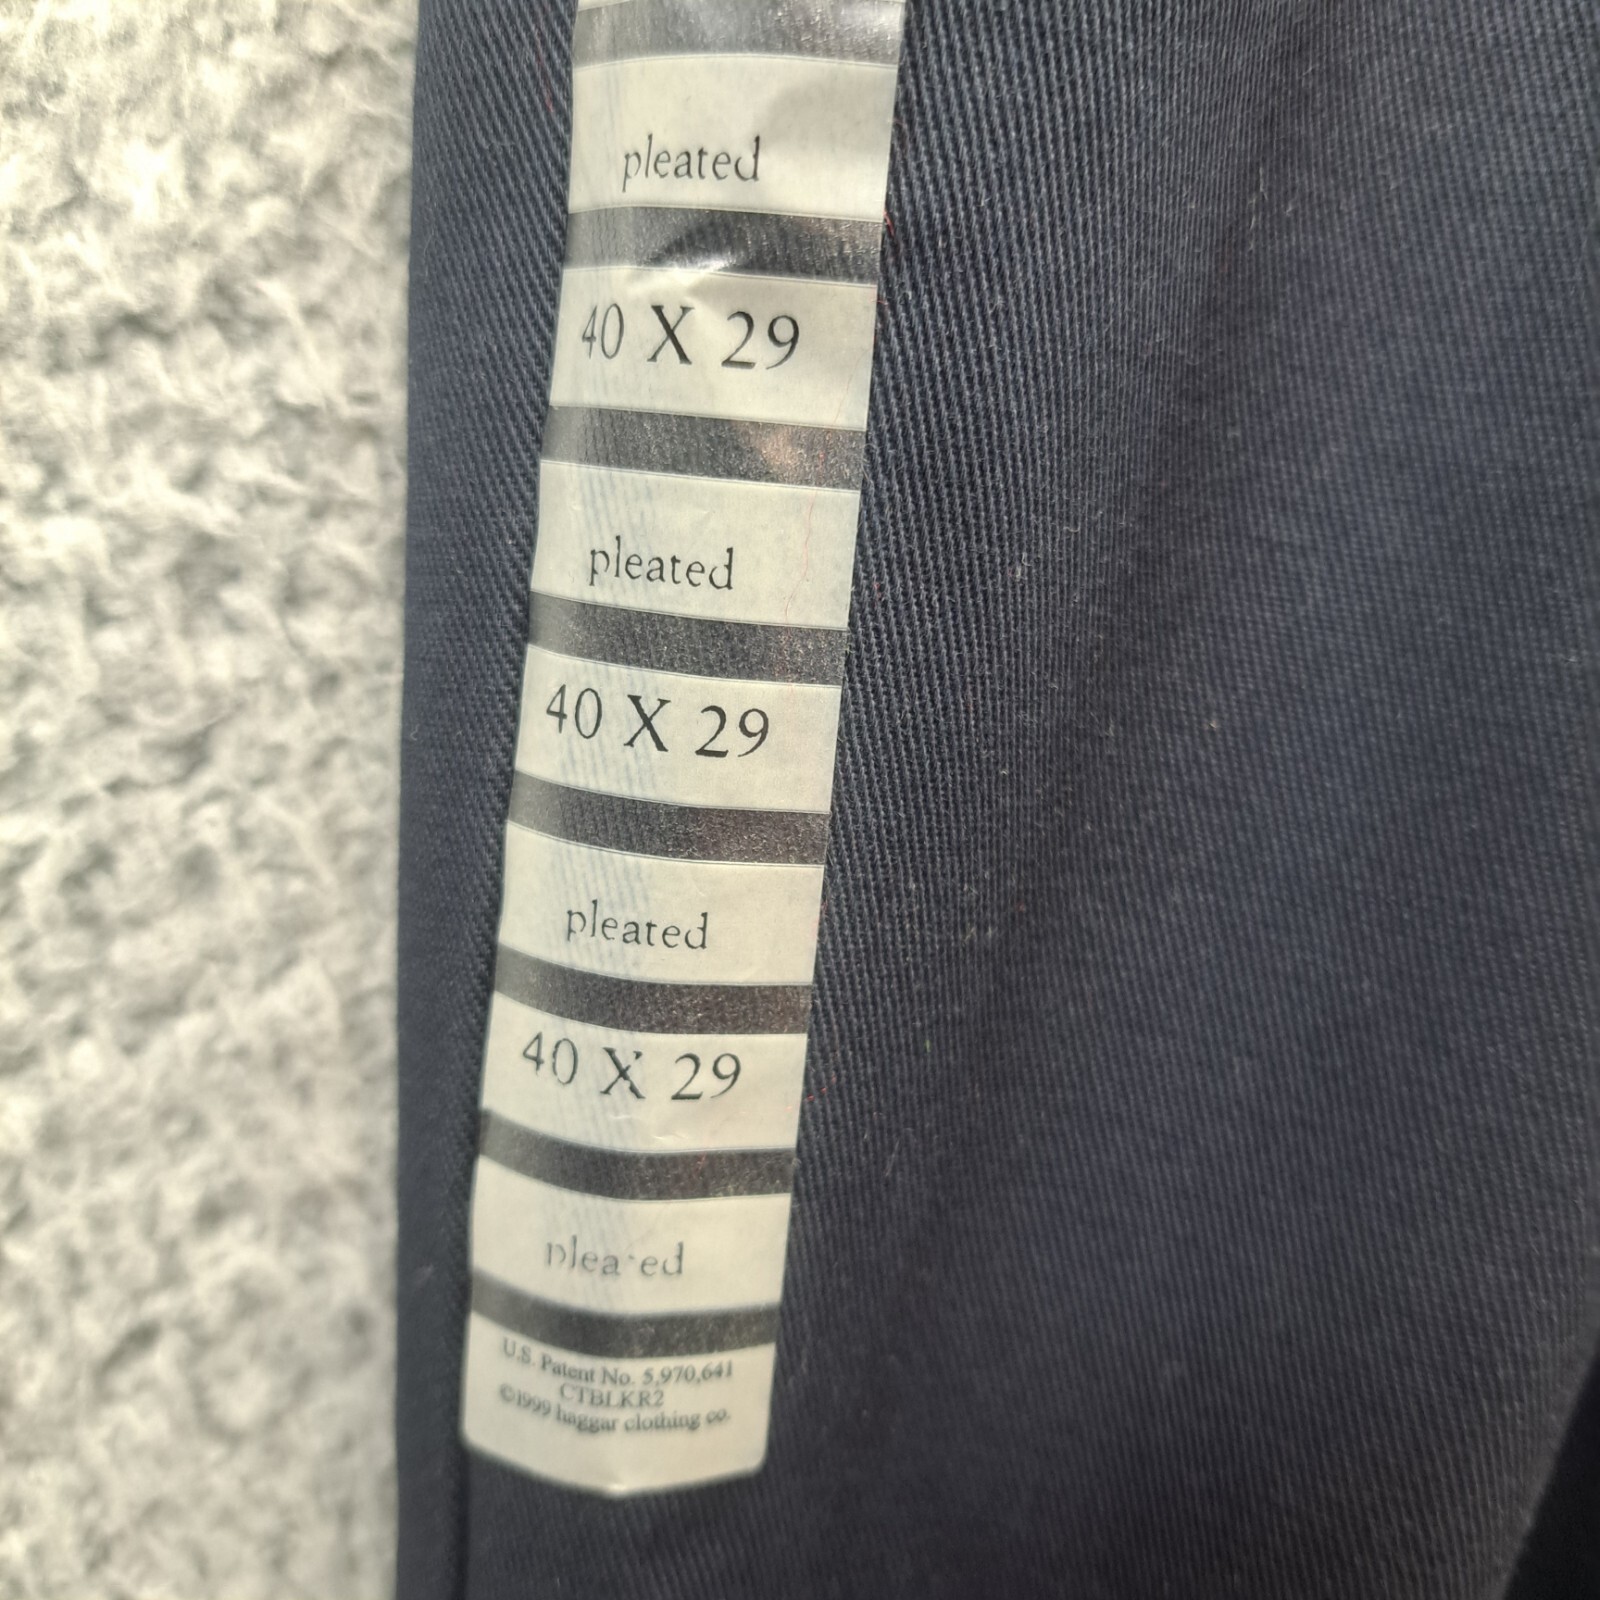 pleated
40 X 29
pleated
40 X 29
pleated
40 X 29
pleated
U.S. Patent No. 5,970,641
CTBLKR2
©1999 haggar clothing co.